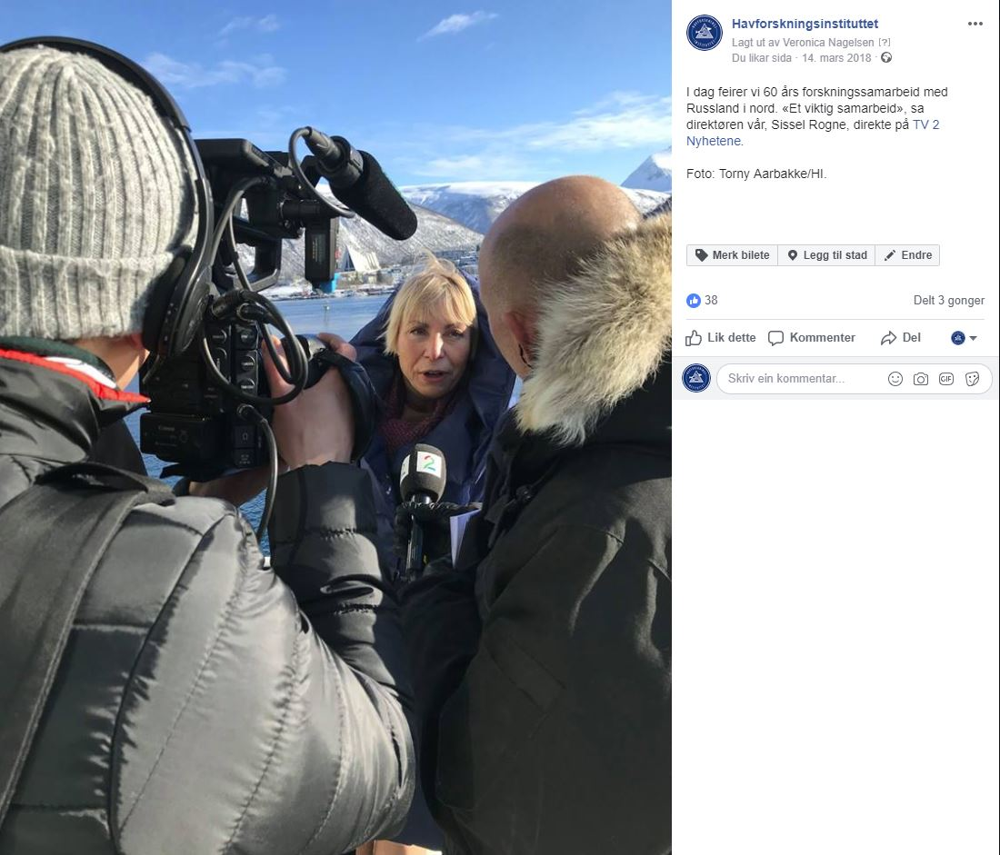 Havforskningsinstituttet
Lagt ut av Veronica Nagelsen [?]
Du likar sida · 14. mars 2018 ·
I dag feirer vi 60 års forskningssamarbeid med
Russland i nord. «Et viktig samarbeid», sa
direktøren vår, Sissel Rogne, direkte på TV 2
Nyhetene.
Foto: Torny Aarbakke/HI.
Merk bilete Legg til stad Endre
38 Delt 3 gonger
Lik dette Kommenter Del
Skriv ein kommentar... GIF
Canon
2